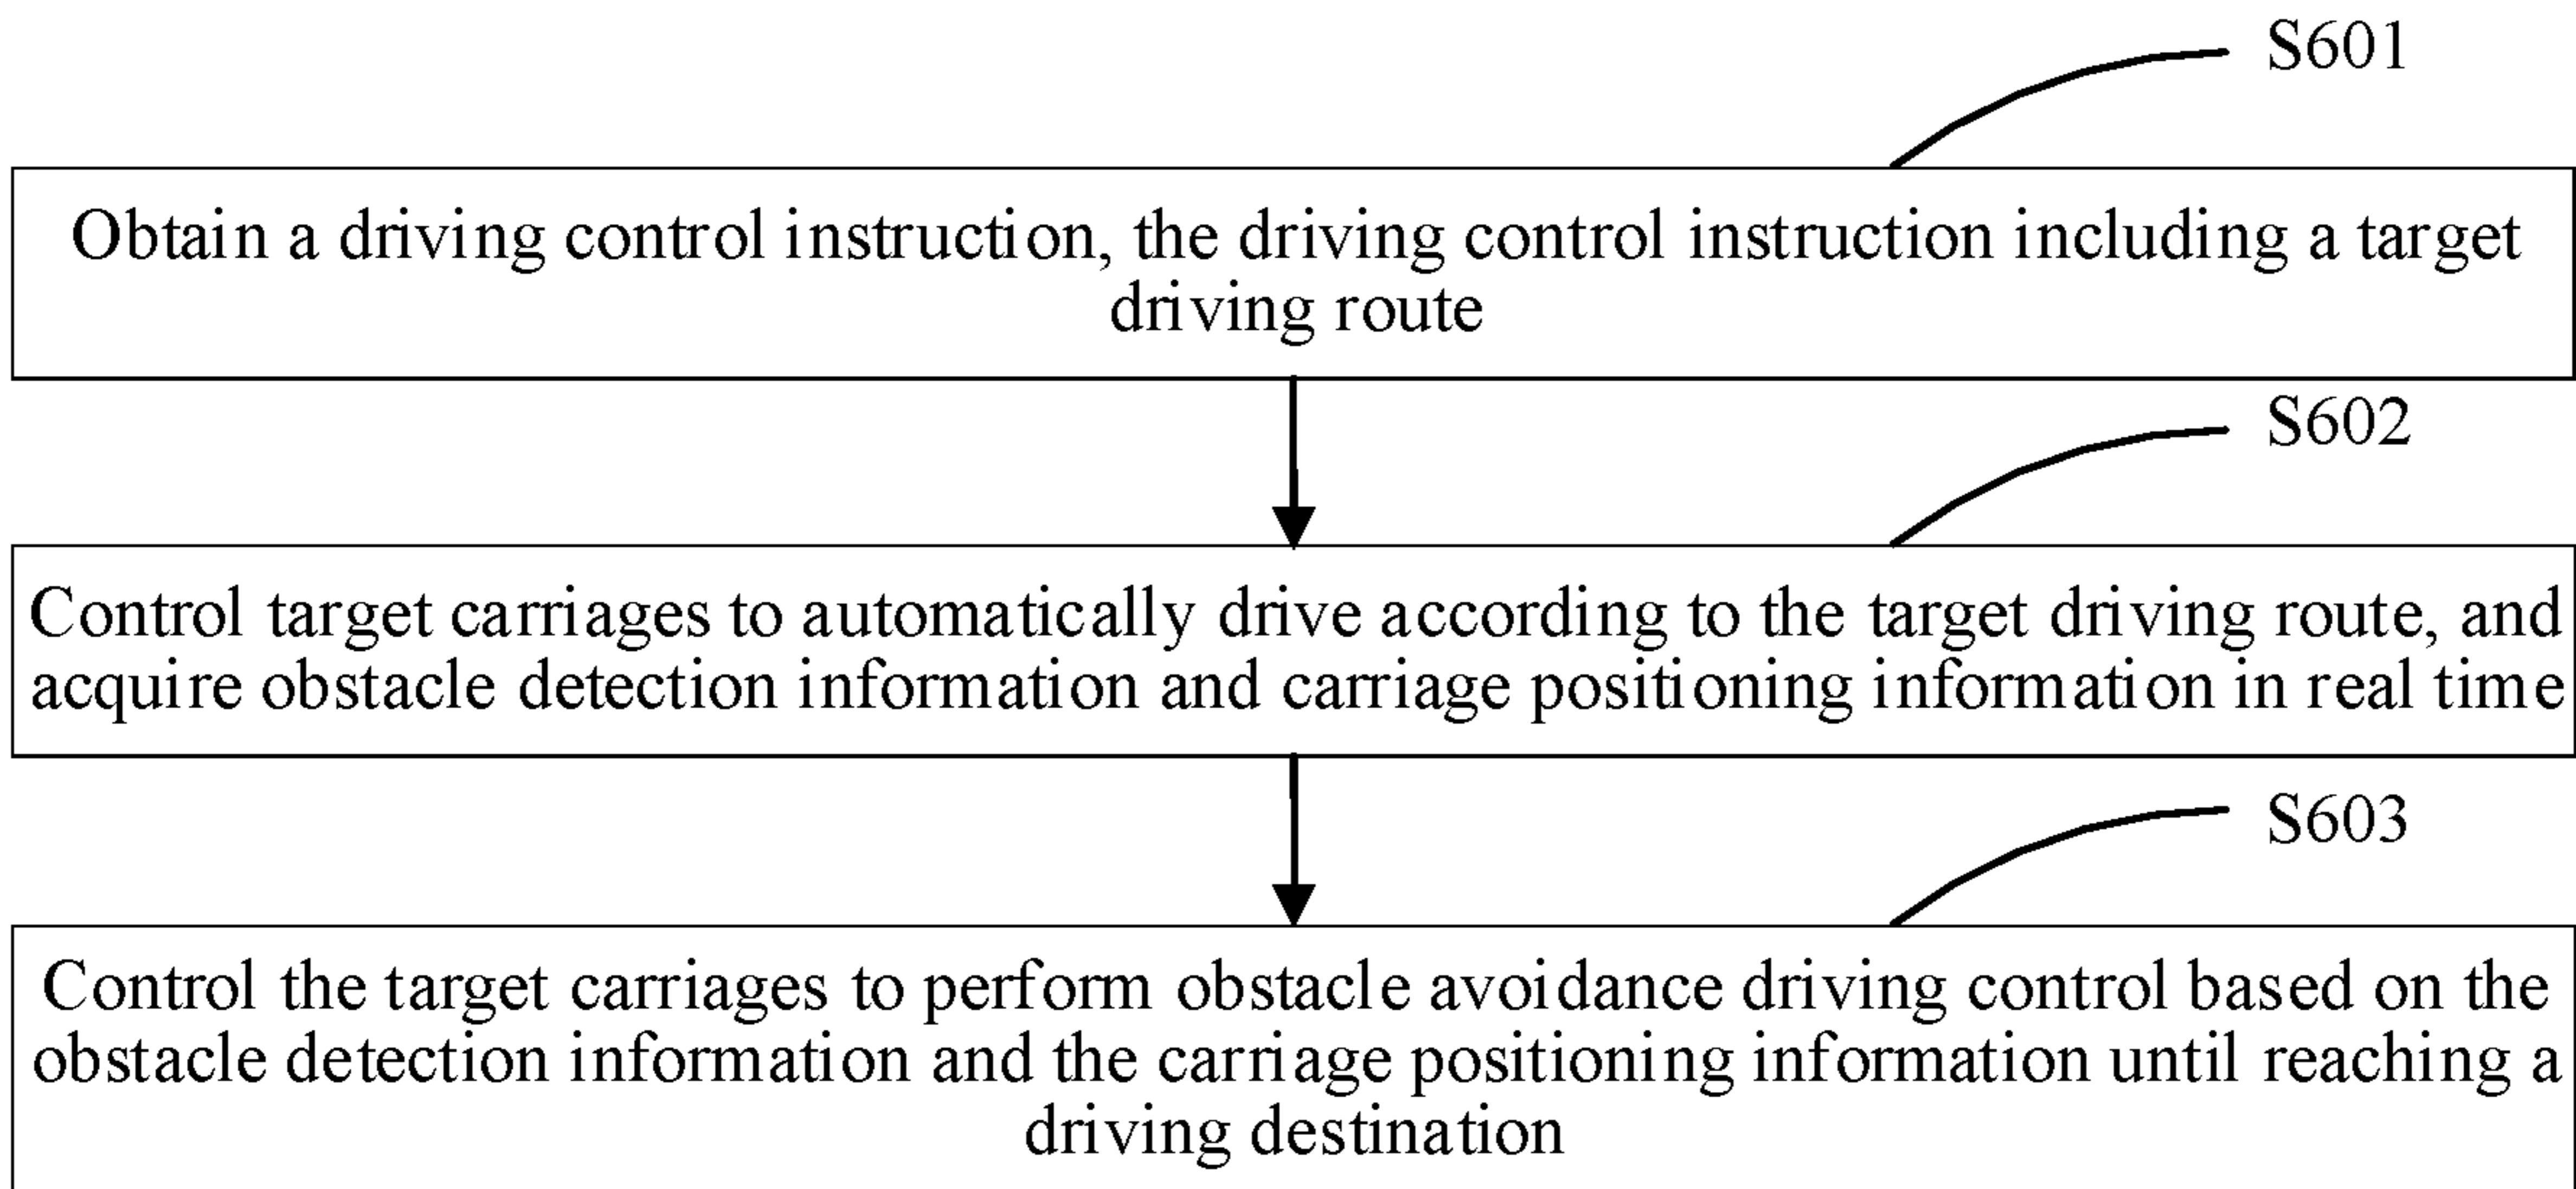 S601
Obtain a driving control instruction, the driving control instruction including a target
driving route
S602
Control target carriages to automatically drive according to the target driving route, and
acquire obstacle detection information and carriage positioning information in real time
S603
Control the target carriages to perform obstacle avoidance driving control based on the
obstacle detection information and the carriage positioning information until reaching a
driving destination